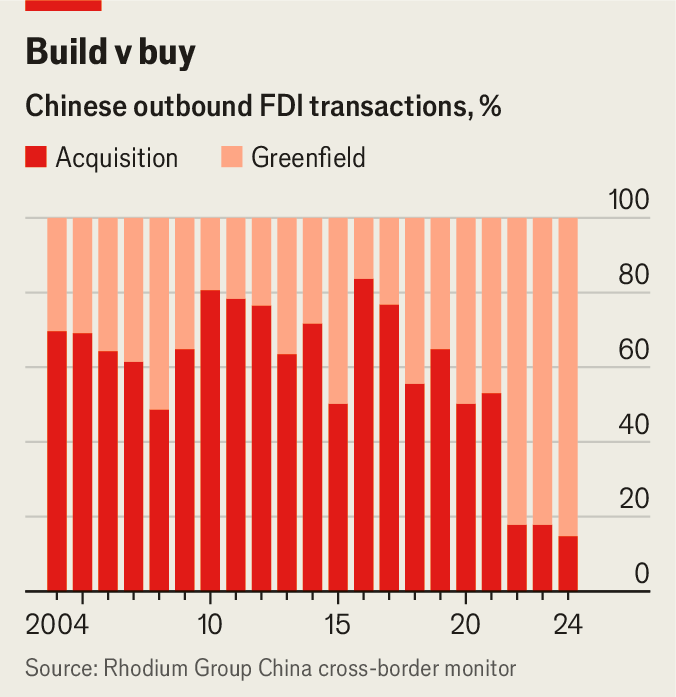 Build v buy
Chinese outbound FDI transactions, %
Acquisition Greenfield
100
80
60
40
20
0
2004 10 15 20 24
Source: Rhodium Group China cross-border monitor